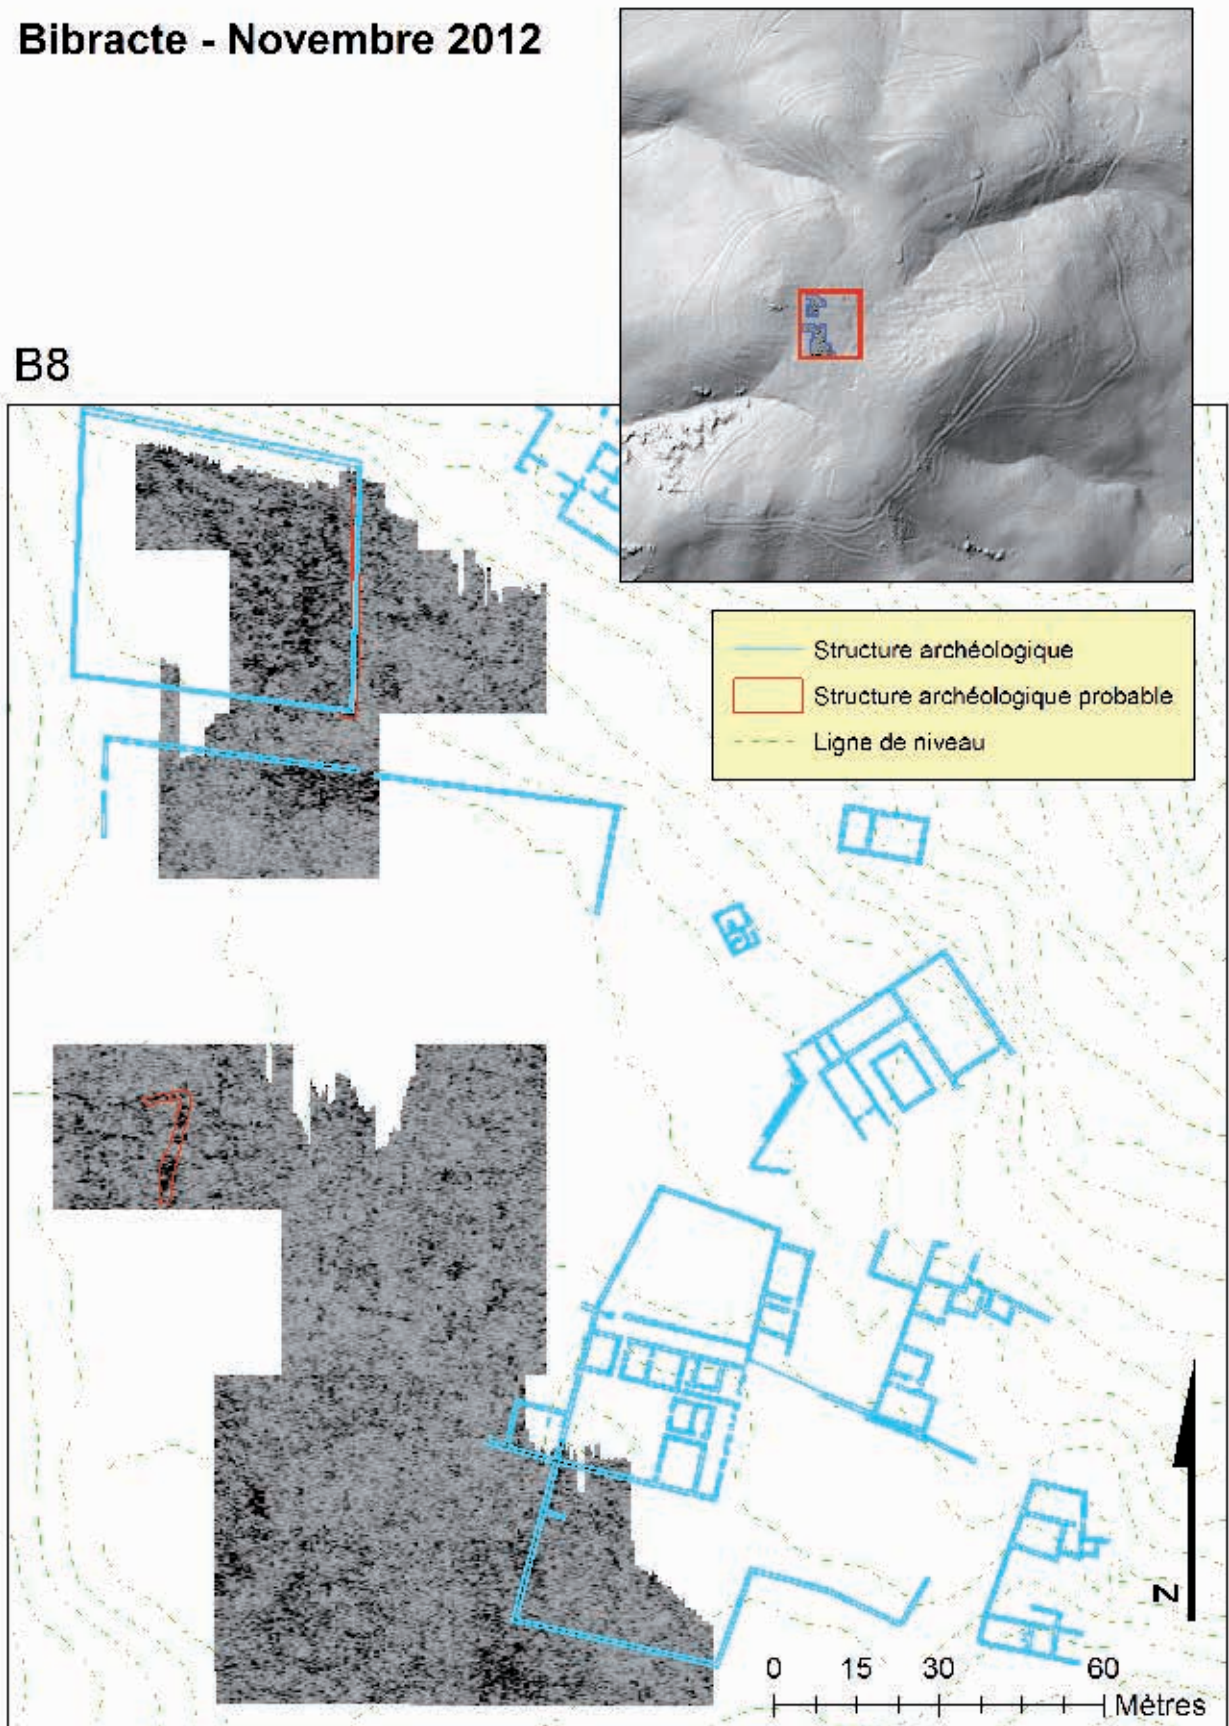 Bibracte - Novembre 2012
B8
Structure archéologique
Structure archéologique probable
Ligne de niveau
N
0 15 30 60
Mètres